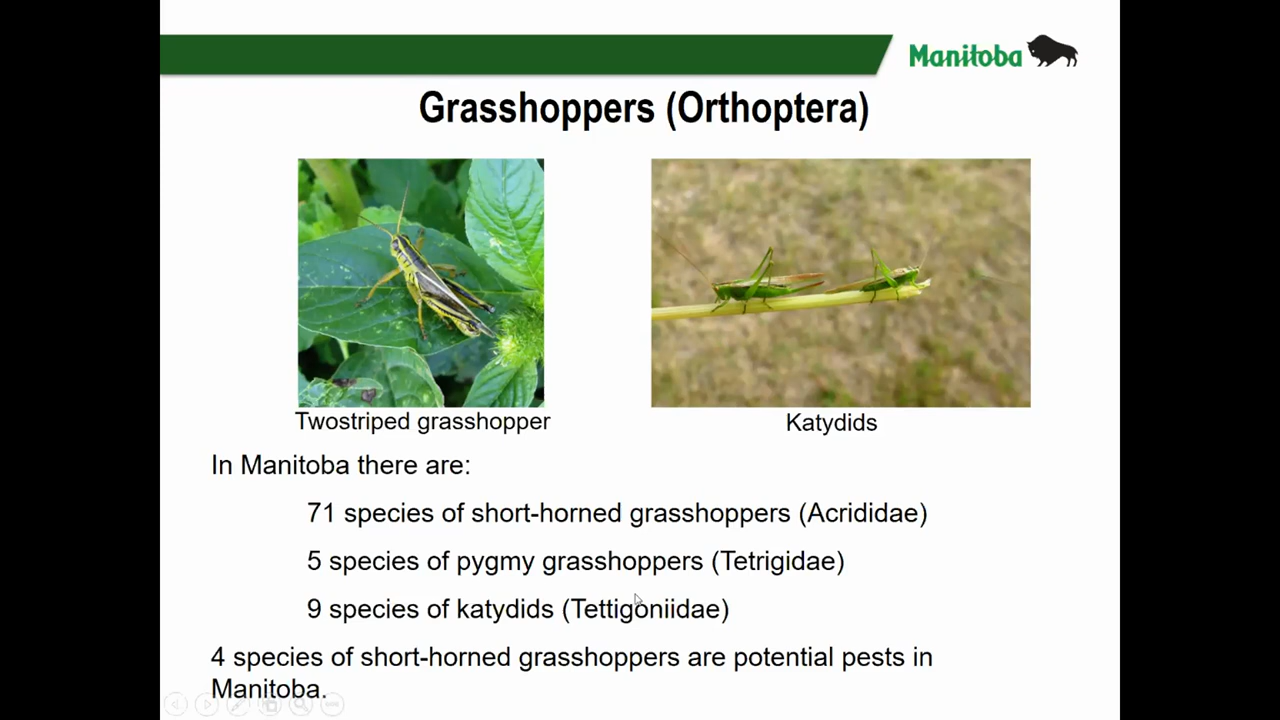 Manitoba
Grasshoppers (Orthoptera)
Twostriped grasshopper
Katydids
In Manitoba there are:
71 species of short-horned grasshoppers (Acrididae)
5 species of pygmy grasshoppers (Tetrigidae)
9 species of katydids (Tettigoniidae)
4 species of short-horned grasshoppers are potential pests in
Manitoba.